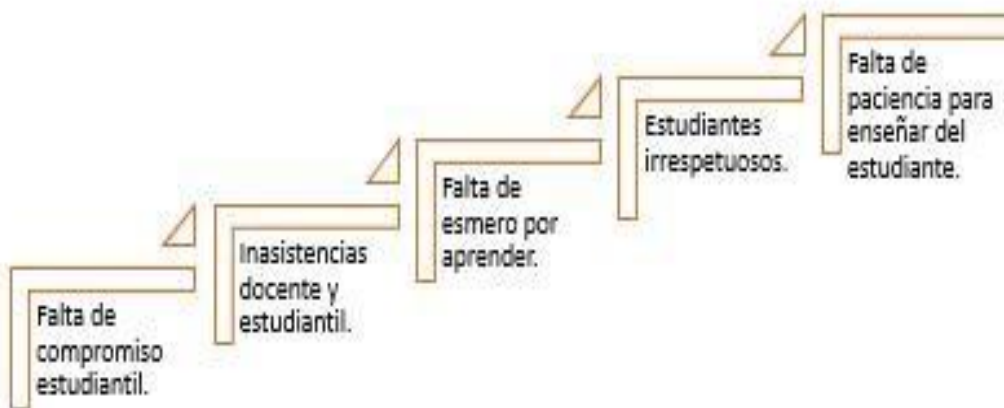 Falta de
compromiso
estudiantil.
Inasistencias
docente y
estudiantil.
Falta de
esmero por
aprender.
Estudiantes
irrespetuosos.
Falta de
paciencia para
enseñar del
estudiante.